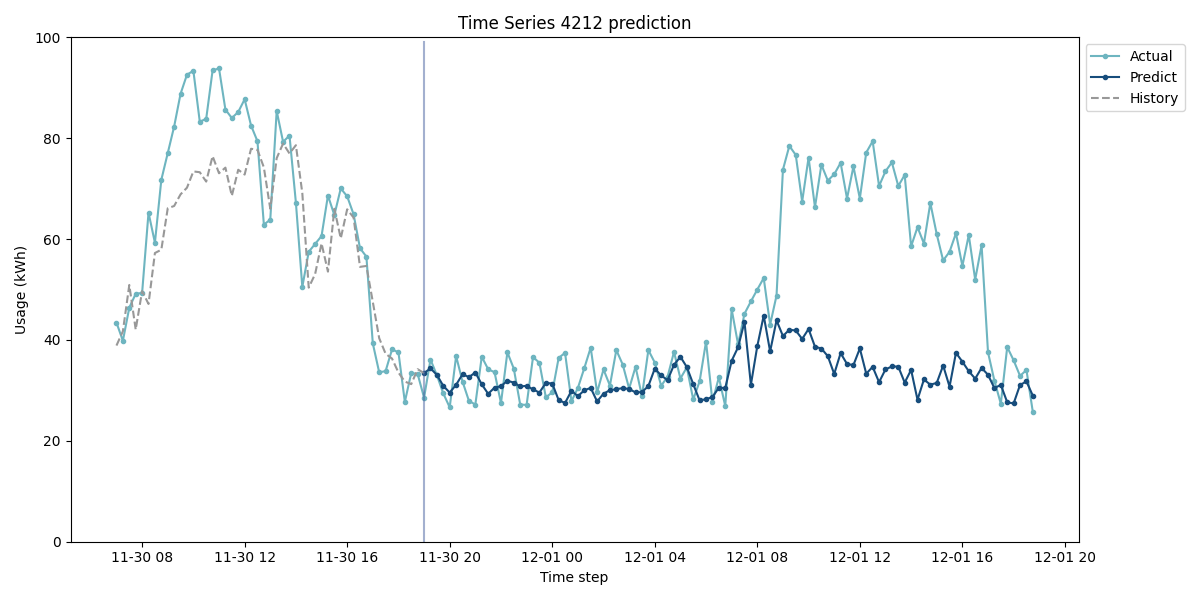 Time Series 4212 prediction
100
80
60
40
20
0
Usage (kWh)
11-30 08
11-30 12
11-30 16
11-30 20
12-01 00
12-01 04
12-01 08
12-01 12
12-01 16
12-01 20
Time step
Actual
Predict
History